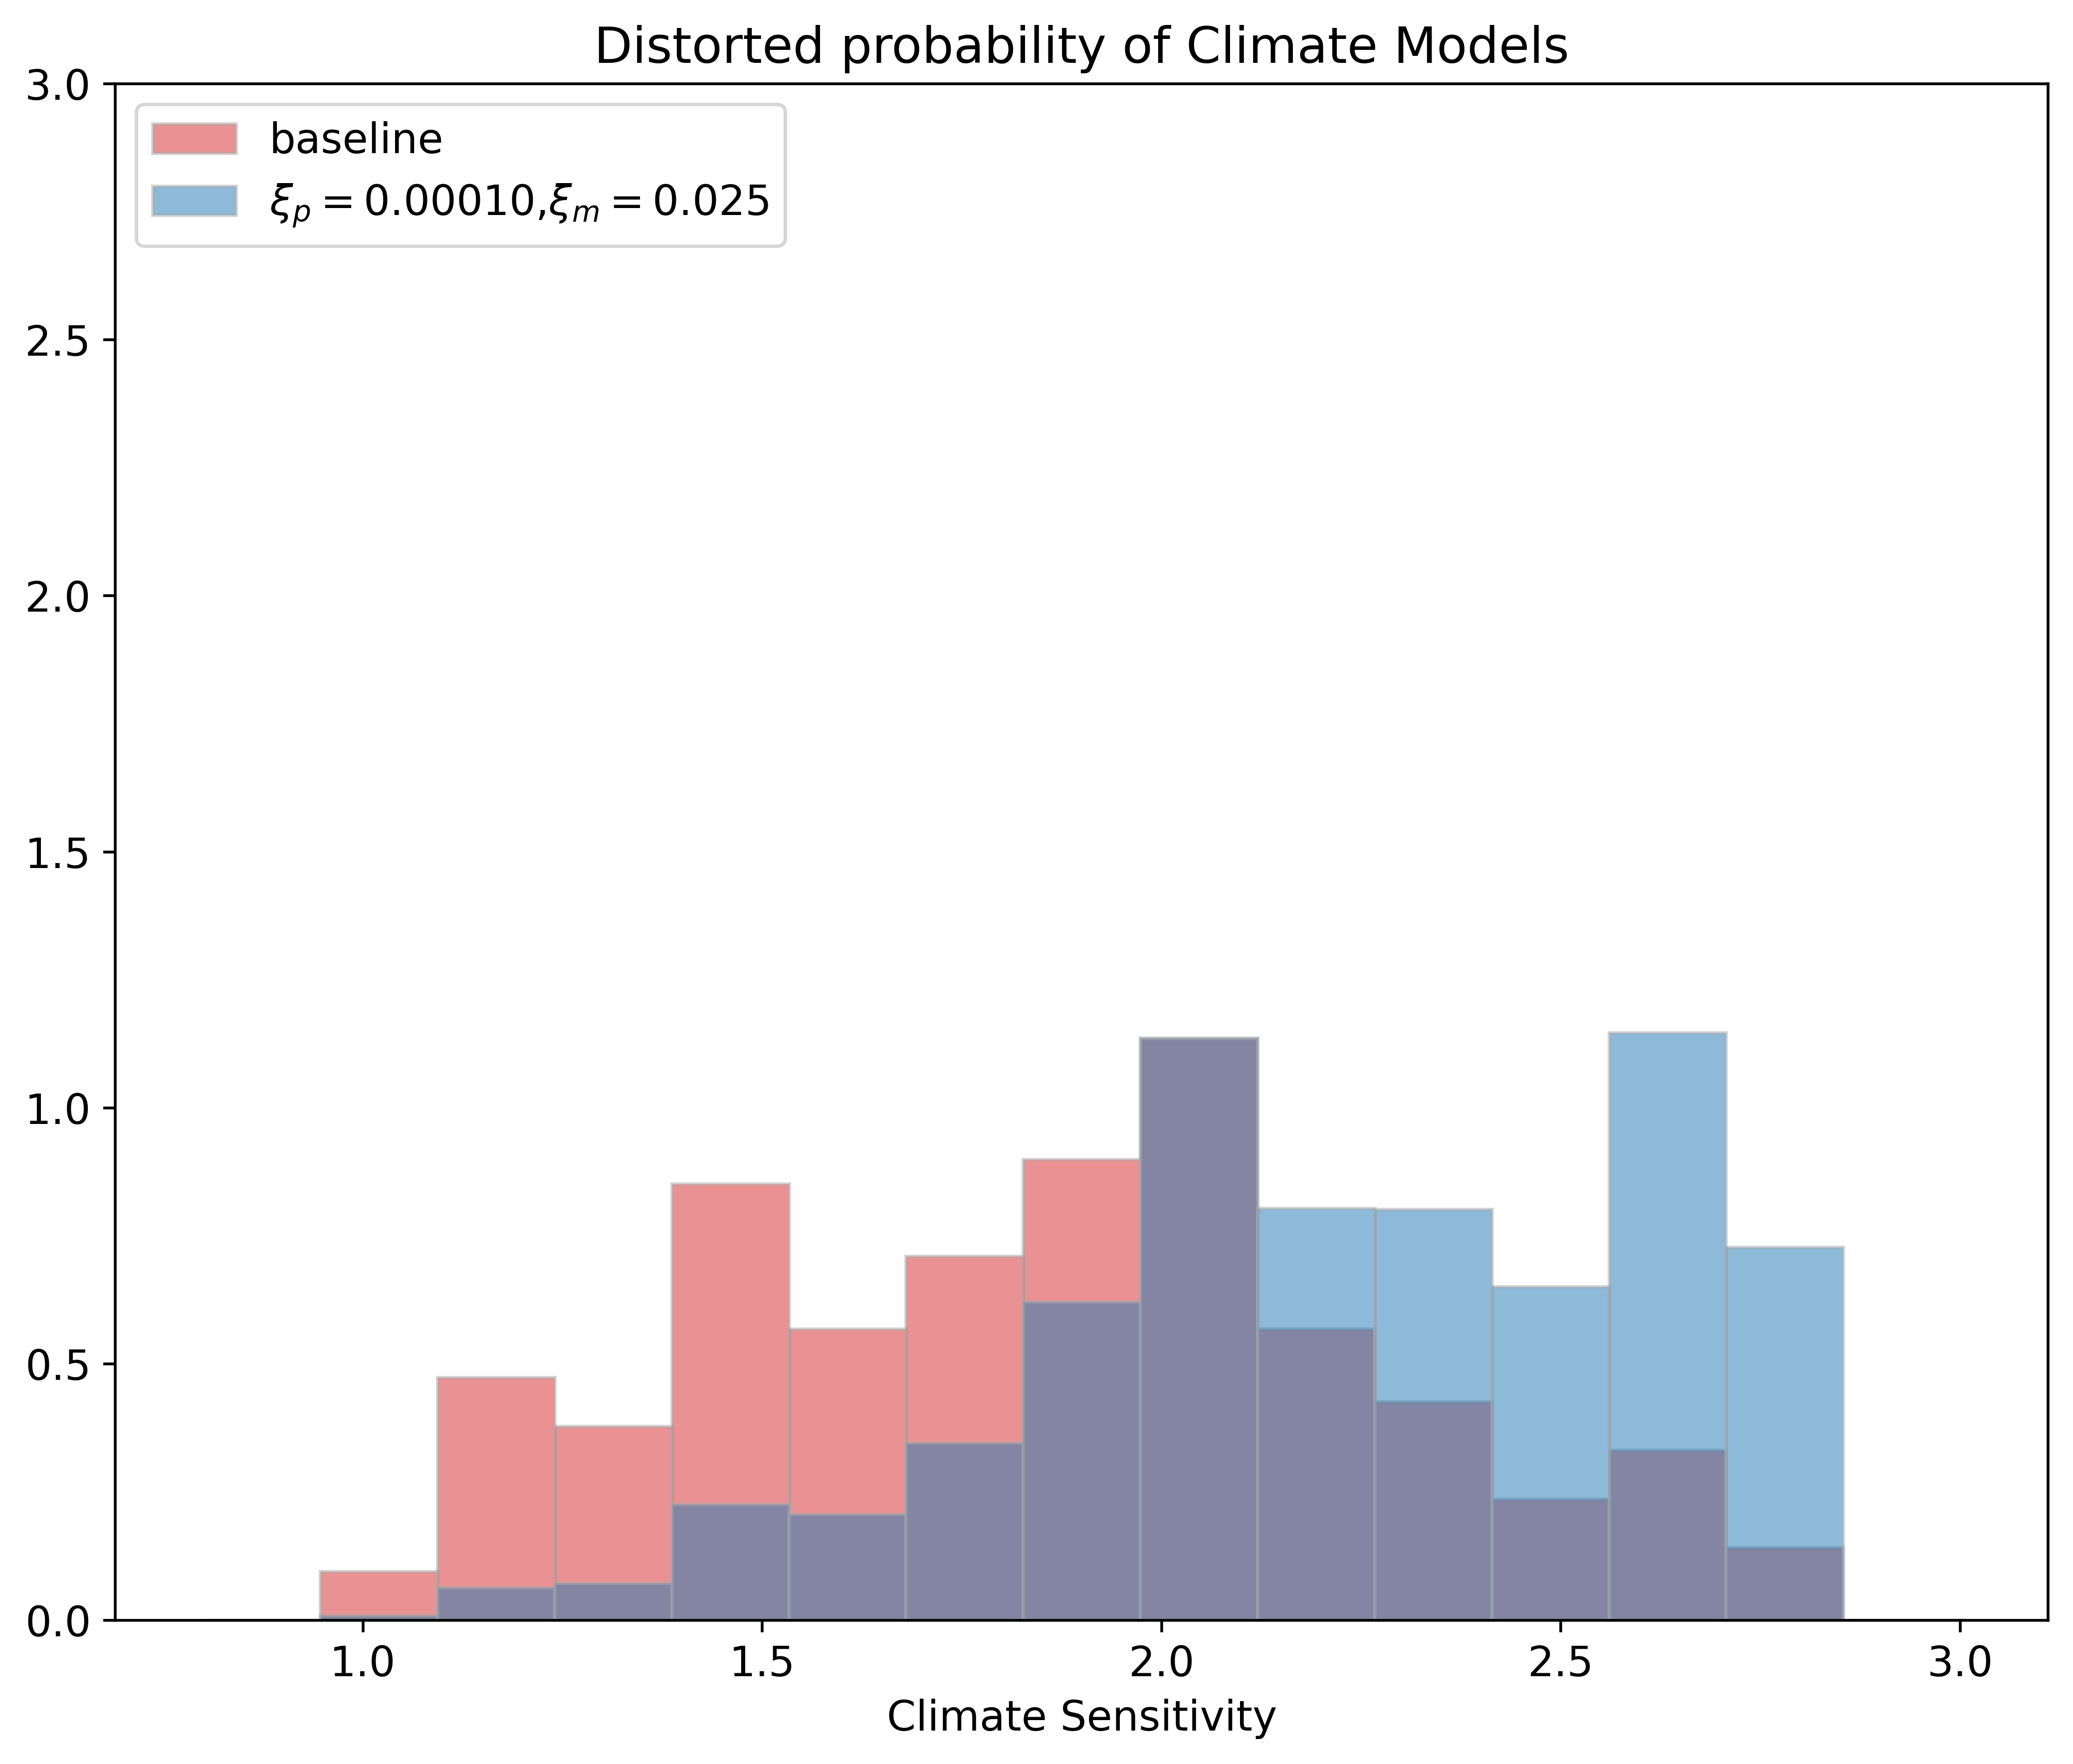 Distorted probability of Climate Models
3.0
baseline
ξp = 0.00010,ξm = 0.025
2.5
2.0
1.5
1.0
0.5
0.0
1.0 1.5 2.0 2.5 3.0
Climate Sensitivity